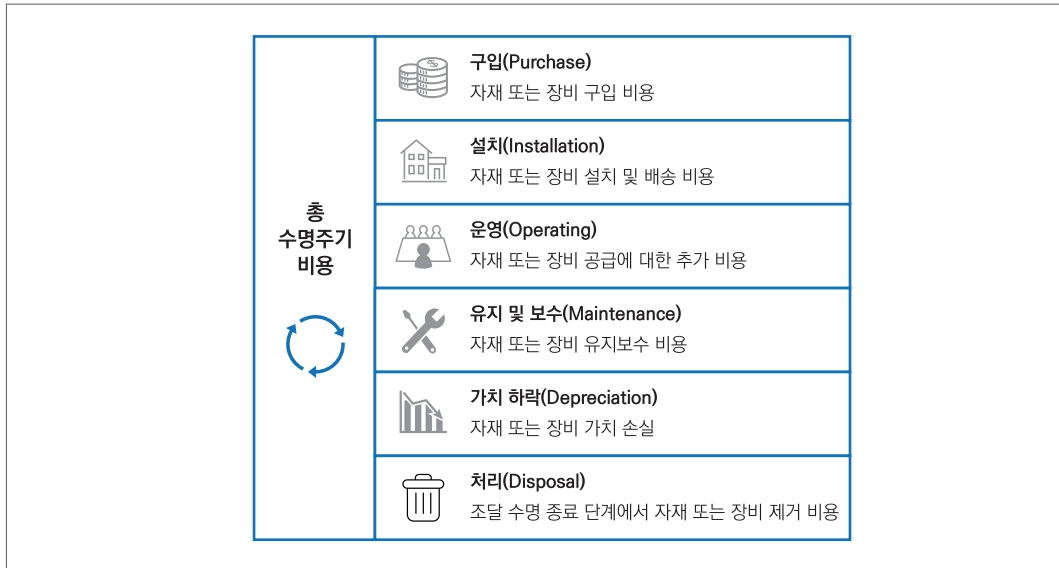 총
수명주기
비용
구입(Purchase)
자재 또는 장비 구입 비용
설치(Installation)
자재 또는 장비 설치 및 배송 비용
운영(Operating)
자재 또는 장비 공급에 대한 추가 비용
유지 및 보수(Maintenance)
자재 또는 장비 유지보수 비용
가치 하락(Depreciation)
자재 또는 장비 가치 손실
처리(Disposal)
조달 수명 종료 단계에서 자재 또는 장비 제거 비용